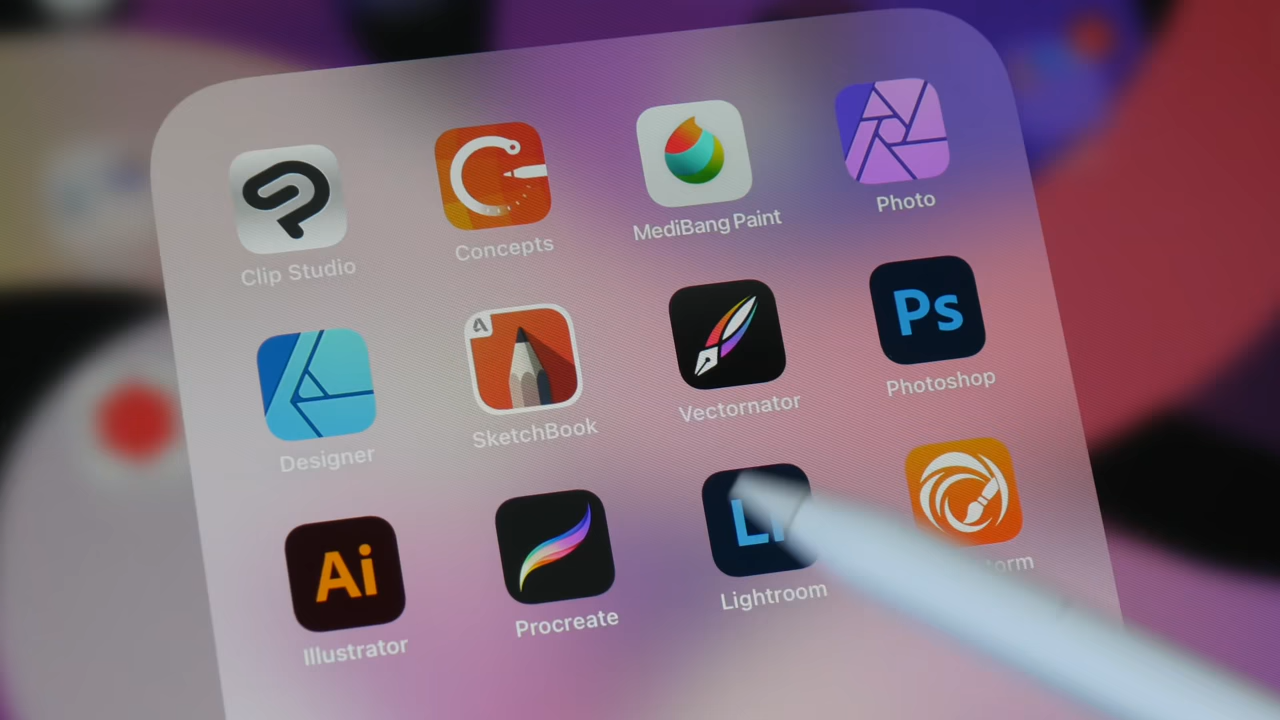 Clip Studio
Concepts
MediBang Paint
Photo
Ps
Designer
SketchBook
Vectornator
Photoshop
Ai
Illustrator
Procreate
Lightroom